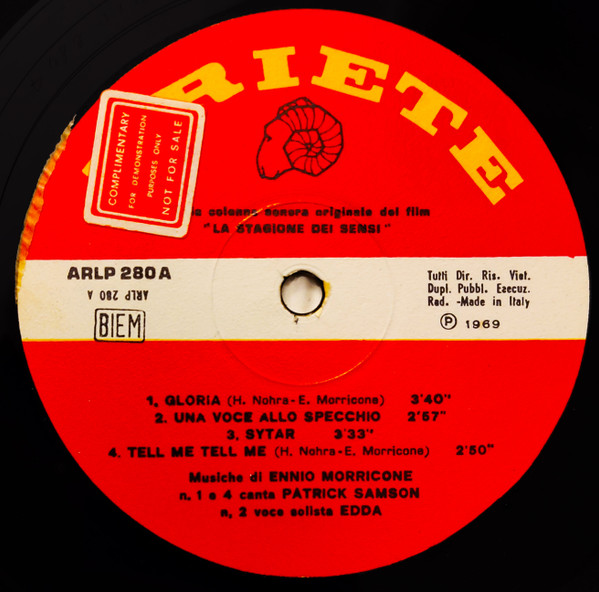 RIETE
COMPLIMENTARY
FOR DEMONSTRATION
PURPOSES ONLY
NOT FOR SALE
colonna sonora originale del film
"LA STAGIONE DEI SENSI"
ARLP 280 A
ARLP 280 A
BIEM
Tutti Dir. Ris. Viet.
Dupl. Pubbl. Esecuz.
Rad. -Made in Italy
Ⓟ 1969
1, GLORIA (H. Nohra-E. Morricone) 3'40"
2. UNA VOCE ALLO SPECCHIO 2'57"
3. SYTAR 3'33"
4. TELL ME TELL ME (H. Nohra-E. Morricone) 2'50"
Musiche di ENNIO MORRICONE
n. 1 e 4 canta PATRICK SAMSON
n, 2 voce solista EDDA